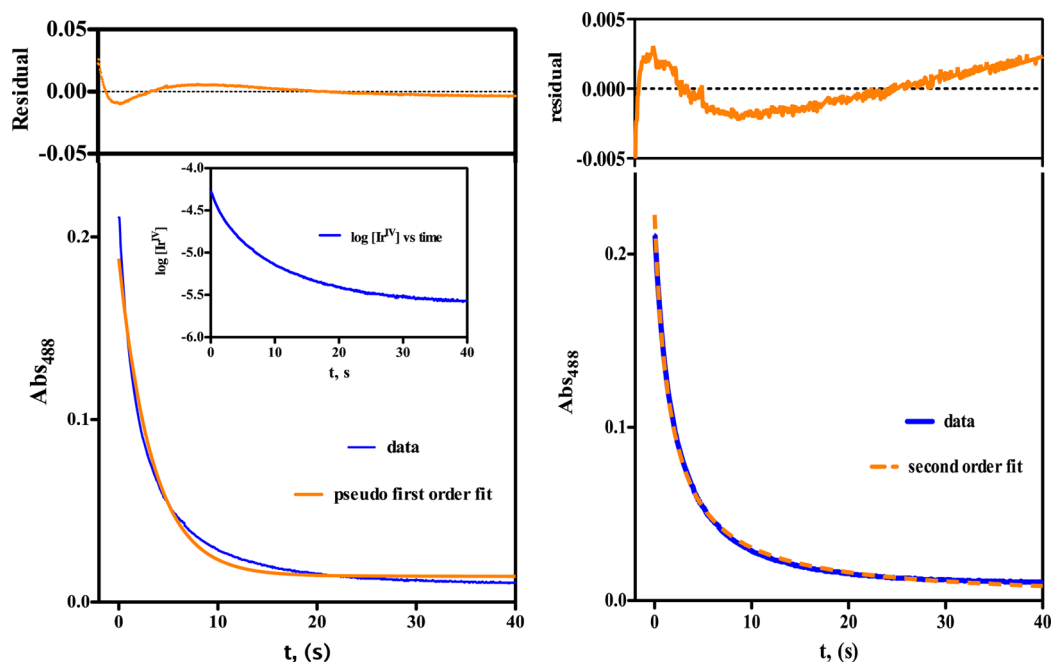 0.05
0.00
-0.05
Residual
-4.0
-4.5
-5.0
-5.5
-6.0
log [Ir^IV]
log [Ir^IV] vs time
0 10 20 30 40
t, s
0.2
0.1
0.0
Abs488
data
pseudo first order fit
0 10 20 30 40
t, (s)
0.005
0.000
-0.005
residual
0.2
0.1
0.0
Abs488
data
second order fit
0 10 20 30 40
t, (s)